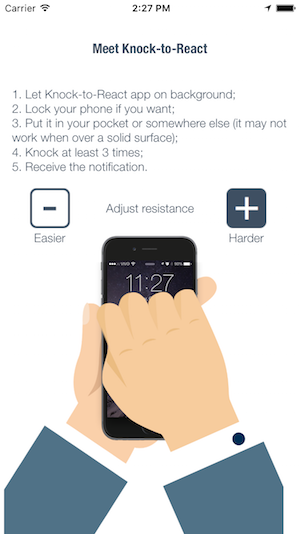 Carrier 2:27 PM
Meet Knock-to-React
1. Let Knock-to-React app on background;
2. Lock your phone if you want;
3. Put it in your pocket or somewhere else (it may not
work when over a solid surface);
4. Knock at least 3 times;
5. Receive the notification.
- Adjust resistance +
Easier Harder
11:27